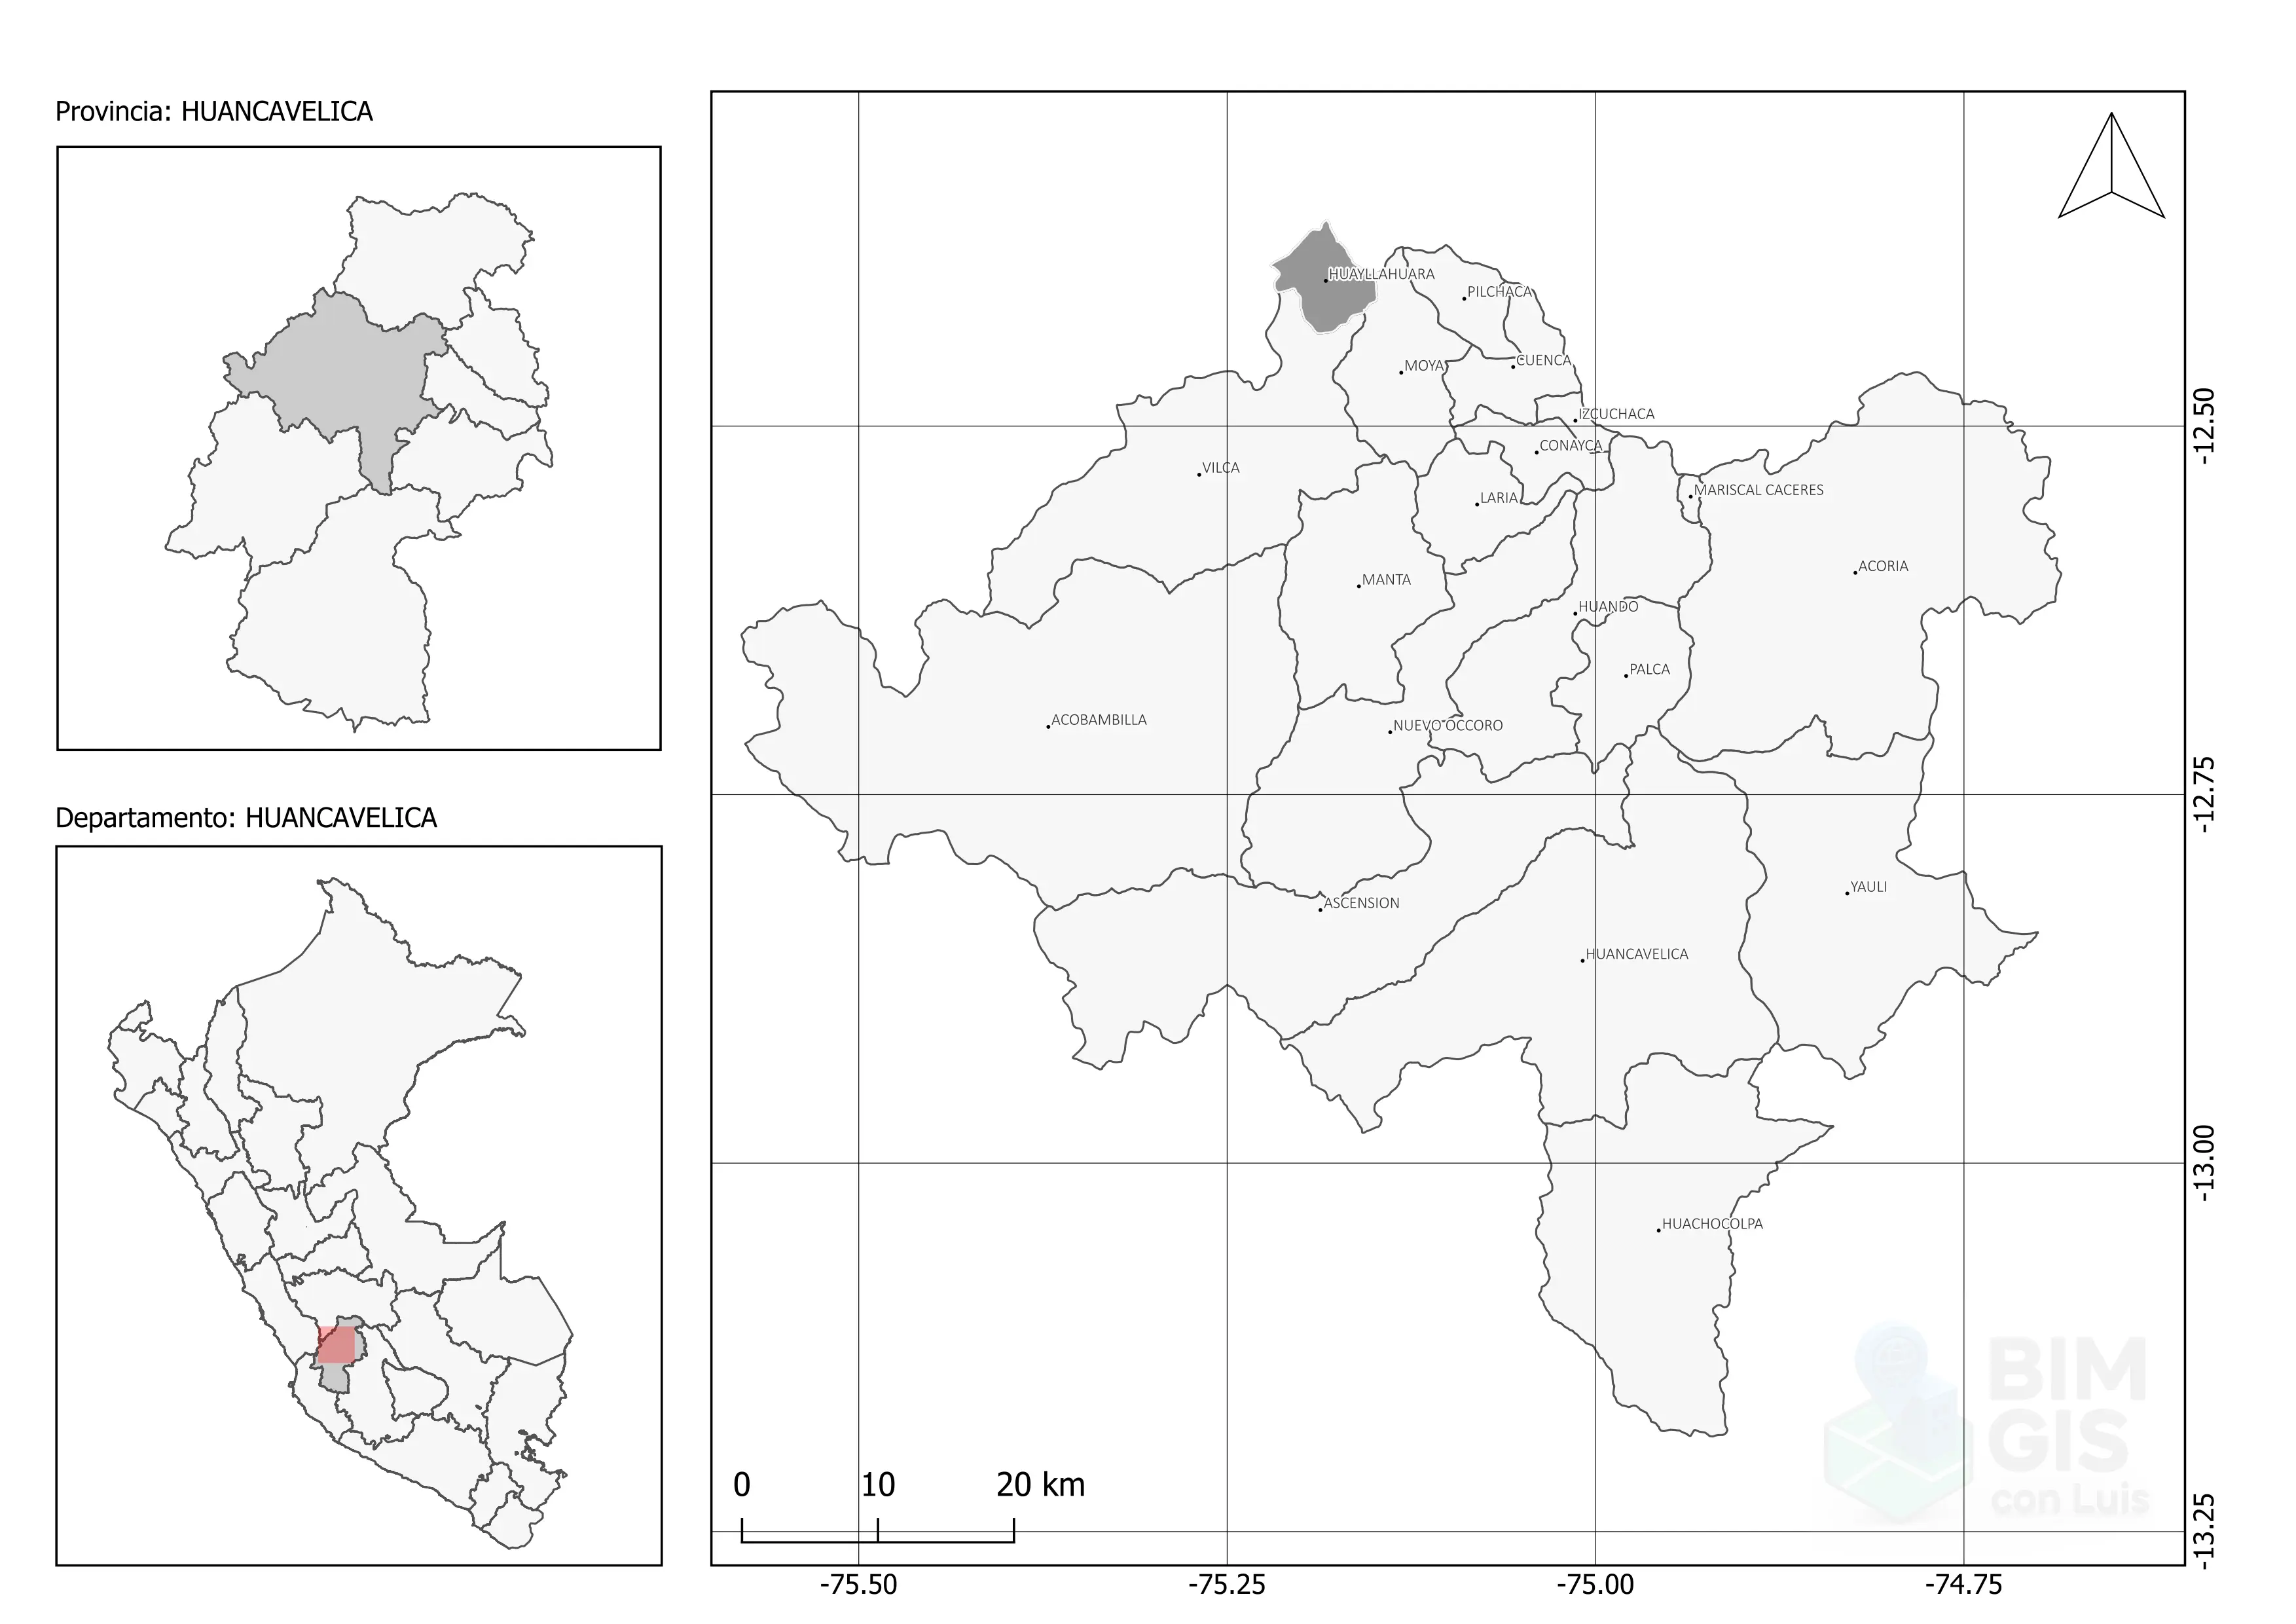 Provincia: HUANCAVELICA
Departamento: HUANCAVELICA
HUAYLLAHUARA
PILCHACA
MOYA
CUENCA
IZCUCHACA
CONAYCA
VILCA
MARISCAL CACERES
LARIA
ACORIA
MANTA
HUANDO
PALCA
ACOBAMBILLA
NUEVO OCCORO
YAULI
ASCENSION
HUANCAVELICA
HUACHOCOLPA
0 10 20 km
-12.50
-12.75
-13.00
-13.25
-75.50 -75.25 -75.00 -74.75
BIM
GIS
con Luis